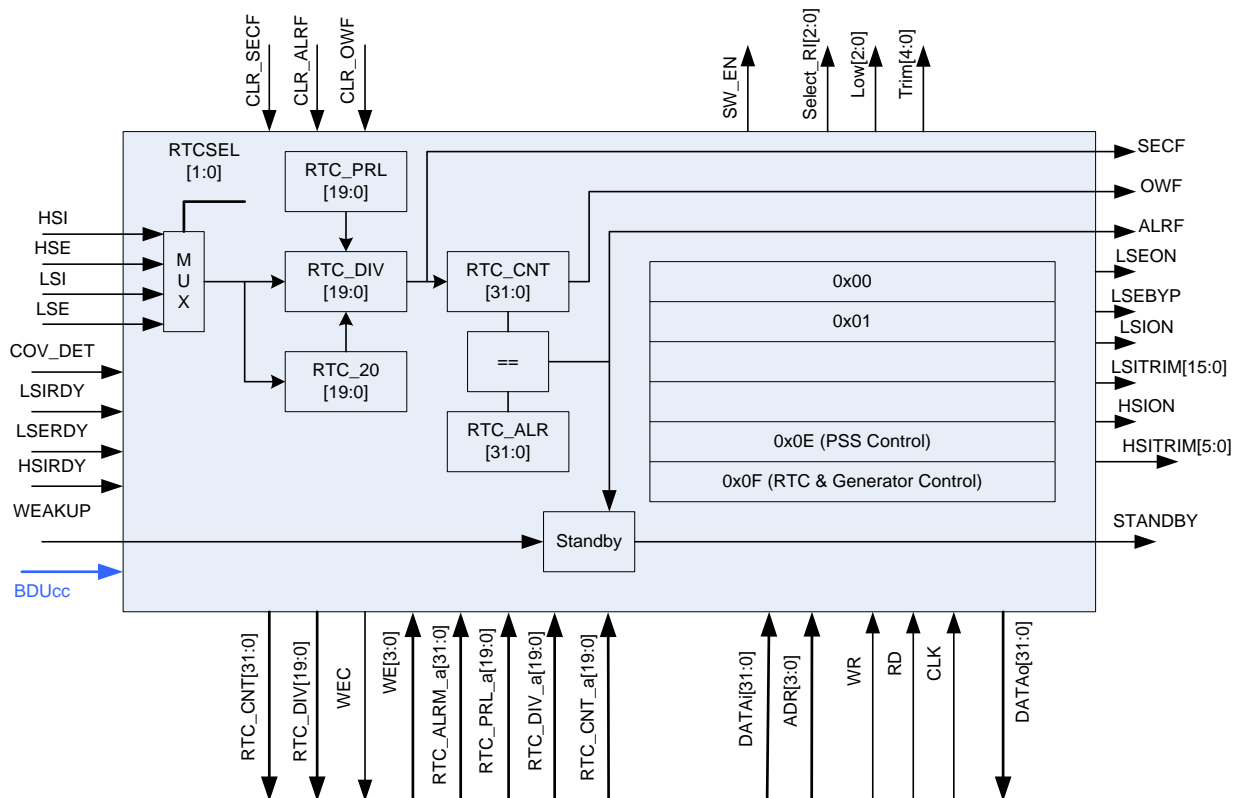 CLR_SECF
CLR_ALRF
CLR_OWF
SW_EN
Select_RI[2:0]
Low[2:0]
Trim[4:0]
RTCSEL
[1:0]
RTC_PRL
[19:0]
SECF
OWF
ALRF
HSI
HSE
LSI
LSE
M
U
X
RTC_DIV
[19:0]
RTC_CNT
[31:0]
0x00
0x01
LSEON
LSEBYP
LSION
LSITRIM[15:0]
HSION
HSITRIM[5:0]
COV_DET
LSIRDY
LSERDY
HSIRDY
WEAKUP
BDUcc
RTC_20
[19:0]
==
RTC_ALR
[31:0]
0x0E (PSS Control)
0x0F (RTC & Generator Control)
Standby
STANDBY
RTC_CNT[31:0]
RTC_DIV[19:0]
WEC
WE[3:0]
RTC_ALRM_a[31:0]
RTC_PRL_a[19:0]
RTC_DIV_a[19:0]
RTC_CNT_a[19:0]
DATAi[31:0]
ADR[3:0]
WR
RD
CLK
DATAq[31:0]